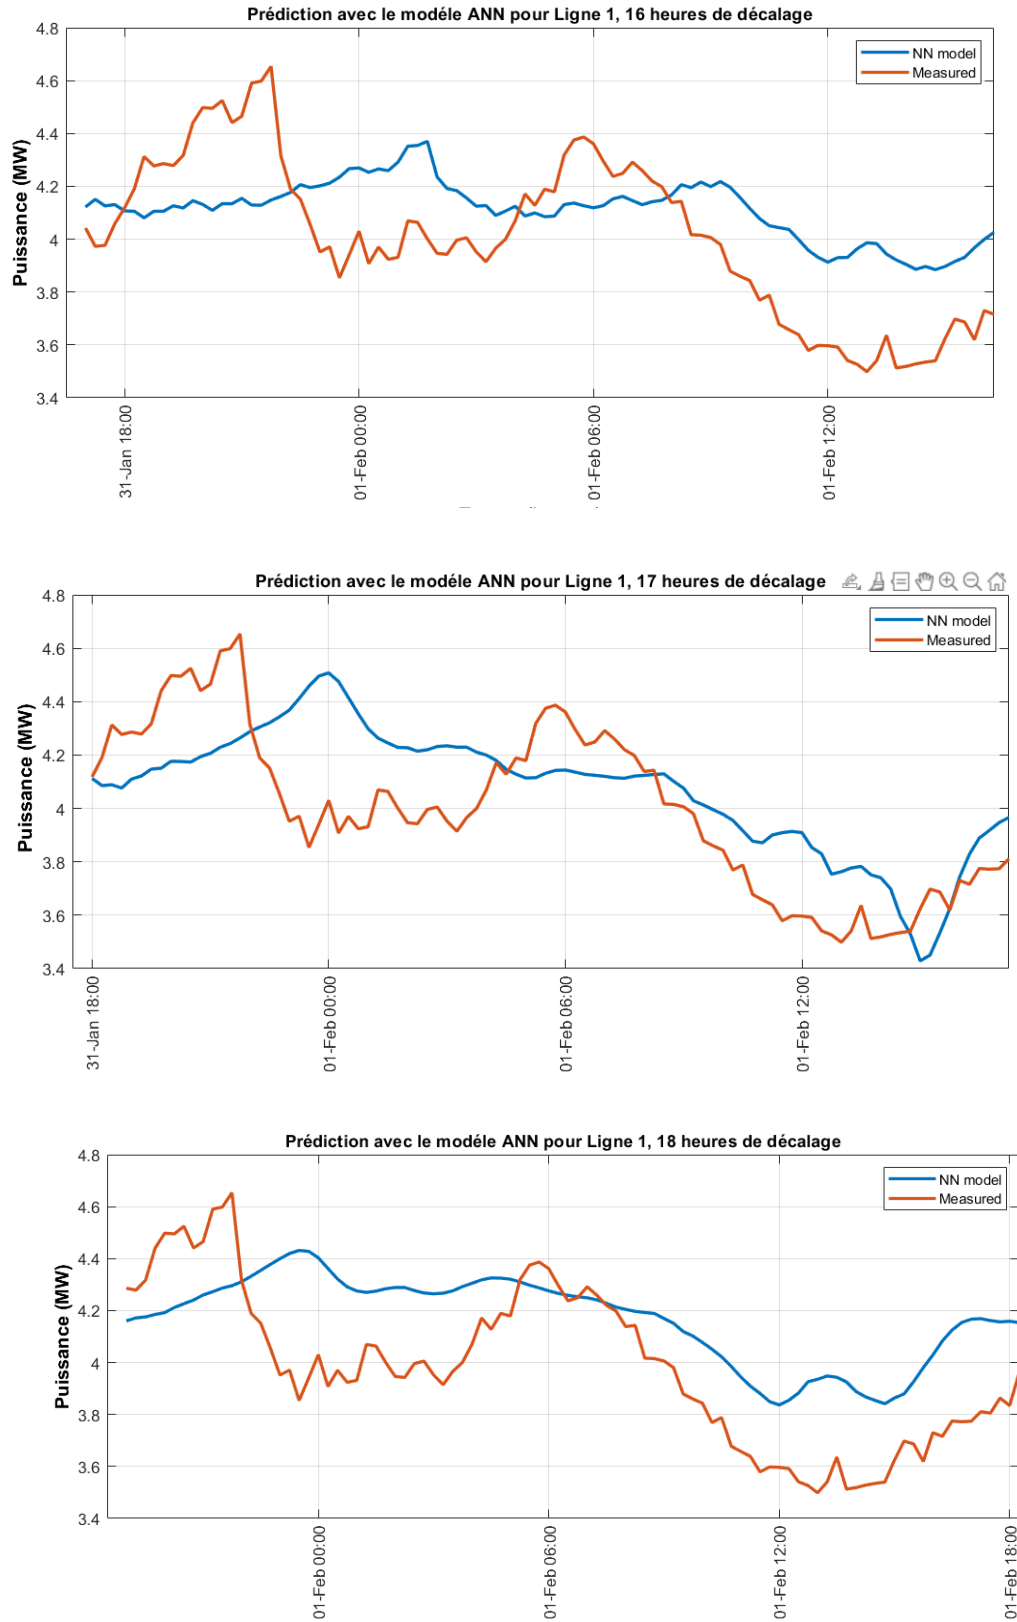 Prédiction avec le modéle ANN pour Ligne 1, 16 heures de décalage
4.8
4.6
4.4
4.2
4
3.8
3.6
3.4
Puissance (MW)
NN model
Measured
31-Jan 18:00
01-Feb 00:00
01-Feb 06:00
01-Feb 12:00
Prédiction avec le modéle ANN pour Ligne 1, 17 heures de décalage
4.8
4.6
4.4
4.2
4
3.8
3.6
3.4
Puissance (MW)
NN model
Measured
31-Jan 18:00
01-Feb 00:00
01-Feb 06:00
01-Feb 12:00
Prédiction avec le modéle ANN pour Ligne 1, 18 heures de décalage
4.8
4.6
4.4
4.2
4
3.8
3.6
3.4
Puissance (MW)
NN model
Measured
01-Feb 00:00
01-Feb 06:00
01-Feb 12:00
01-Feb 18:00